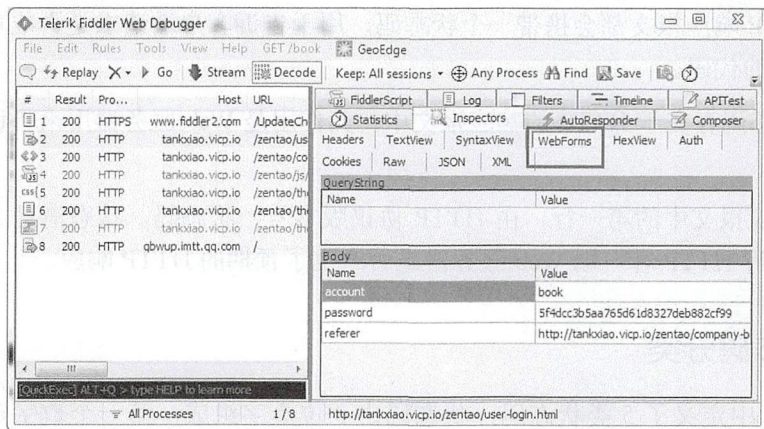 Telerik Fiddler Web Debugger
File Edit Rules Tools View Help GET /book GeoEdge
Replay X Go Stream Decode Keep: All sessions Any Process Find Save
# Result Pro... Host URL
1 200 HTTPS www.fiddler2.com /UpdateCh
2 200 HTTP tankxiao.vicp.io /zentao/us
3 200 HTTP tankxiao.vicp.io /zentao/co
4 200 HTTP tankxiao.vicp.io /zentao/js/
5 200 HTTP tankxiao.vicp.io /zentao/the
6 200 HTTP tankxiao.vicp.io /zentao/the
7 200 HTTP tankxiao.vicp.io /zentao/the
8 200 HTTP qbwup.imtt.qq.com /
[QuickExec] ALT+Q > type HELP to learn more
FiddlerScript Log Filters Timeline APITest
Statistics Inspectors AutoResponder Composer
Headers TextView SyntaxView WebForms HexView Auth
Cookies Raw JSON XML
QueryString
Name Value
Body
Name Value
account book
password 5f4dcc3b5aa765d61d8327deb882cf99
referer http://tankxiao.vicp.io/zentao/company-b
All Processes 1 / 8 http://tankxiao.vicp.io/zentao/user-login.html